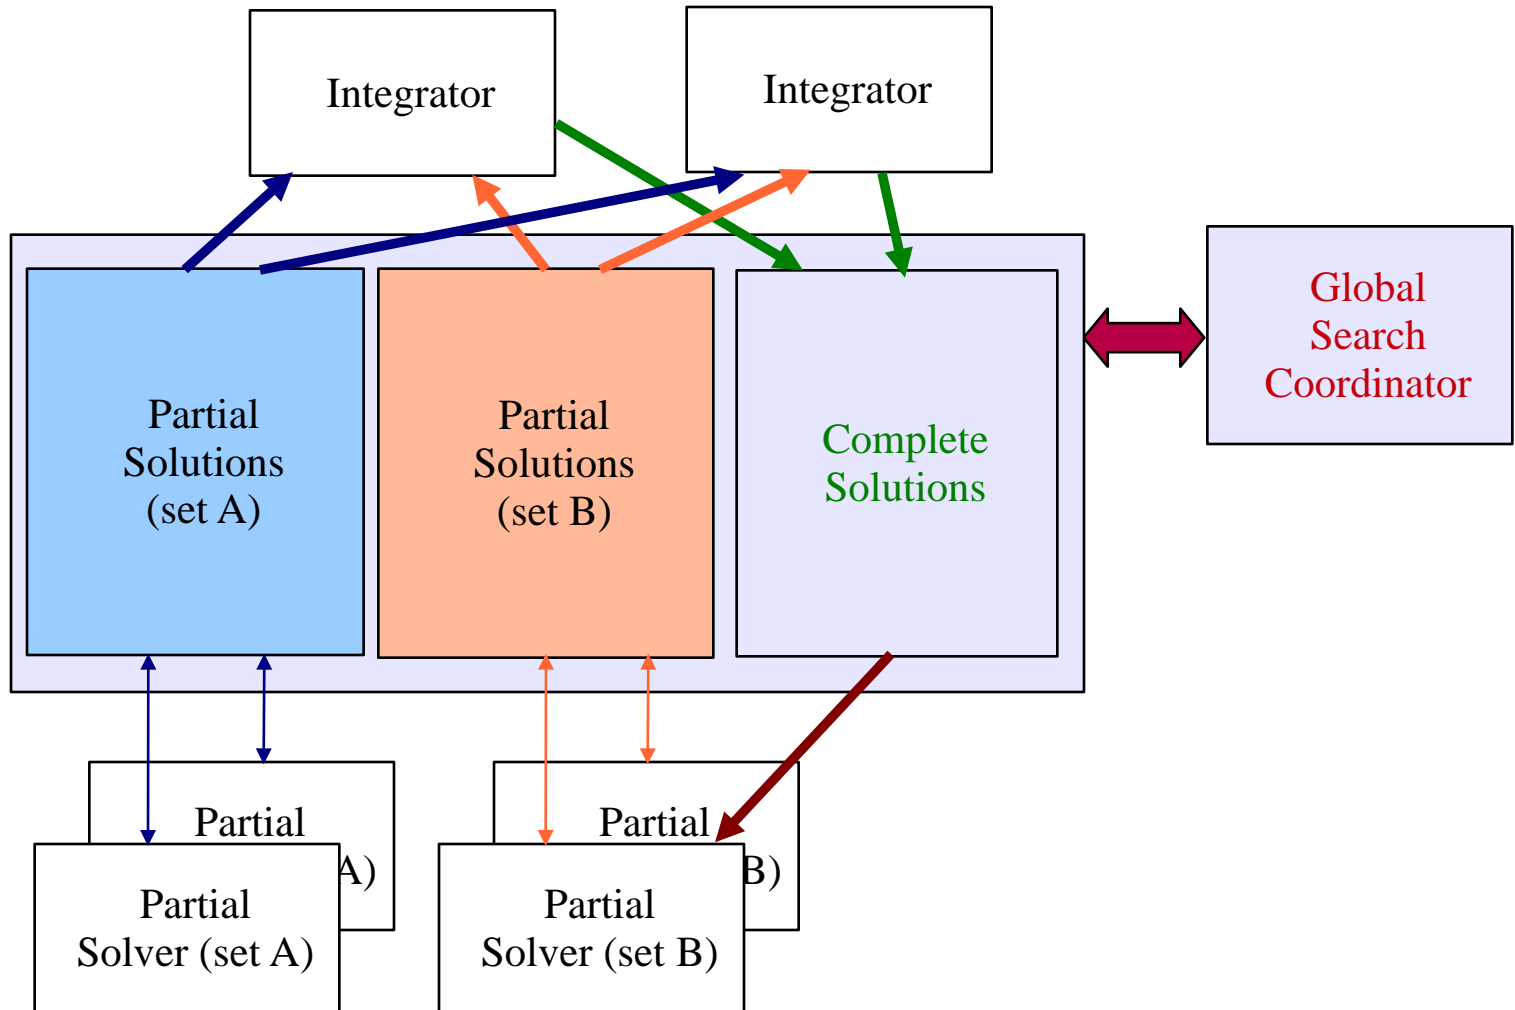 Integrator
Integrator
Global
Search
Coordinator
Partial
Solutions
(set A)
Partial
Solutions
(set B)
Complete
Solutions
Partial
A)
Partial
Solver (set A)
Partial
B)
Partial
Solver (set B)